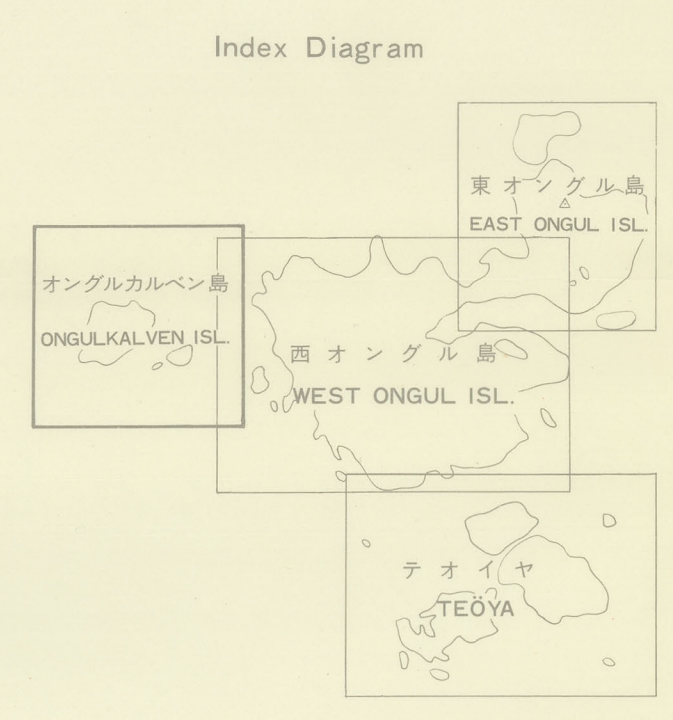 Index Diagram
東オングル島
EAST ONGUL ISL.
オングルカルベン島
ONGULKALVEN ISL.
西オングル島
WEST ONGUL ISL.
テオイヤ
TEÖYA